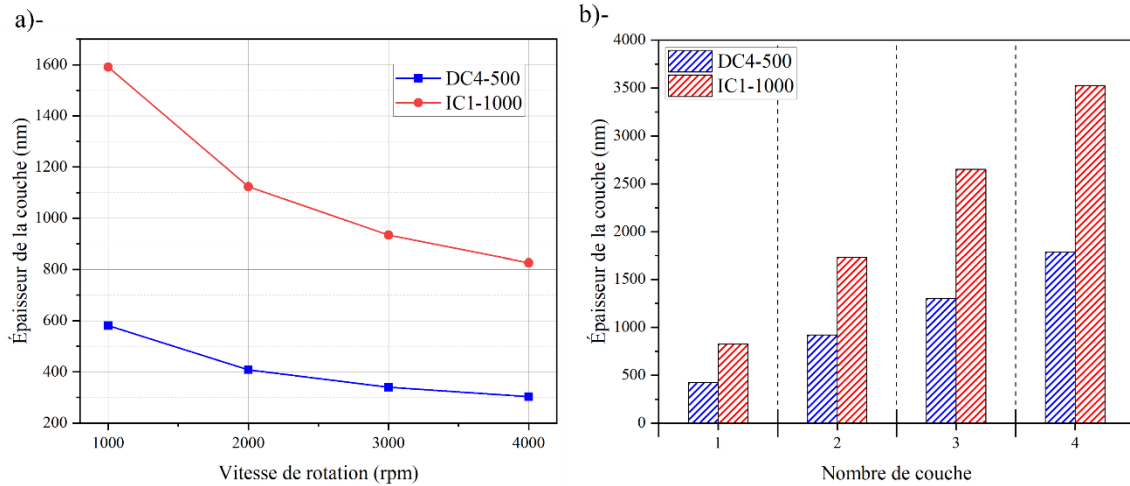 a)-
Épaisseur de la couche (nm)
1600
1400
1200
1000
800
600
400
200
DC4-500
IC1-1000
1000 2000 3000 4000
Vitesse de rotation (rpm)
b)-
Épaisseur de la couche (nm)
4000
3500
3000
2500
2000
1500
1000
500
0
DC4-500
IC1-1000
1 2 3 4
Nombre de couche